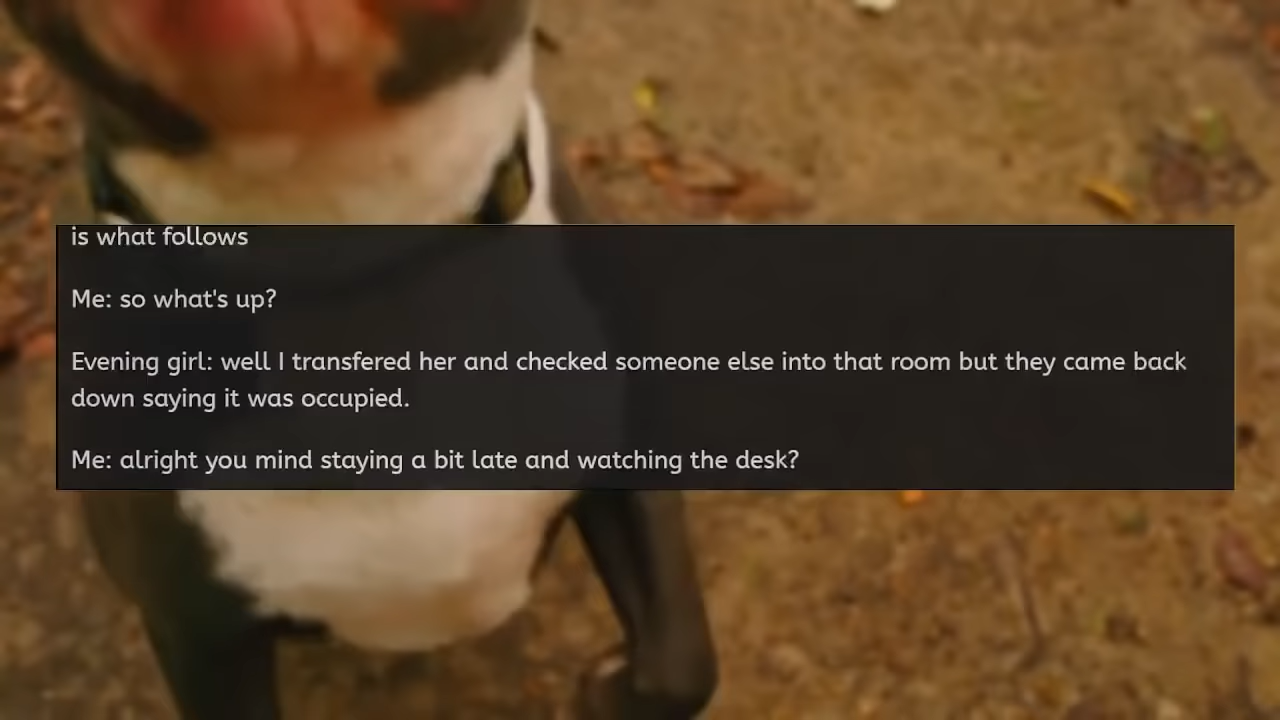 is what follows
Me: so what's up?
Evening girl: well I transfered her and checked someone else into that room but they came back
down saying it was occupied.
Me: alright you mind staying a bit late and watching the desk?